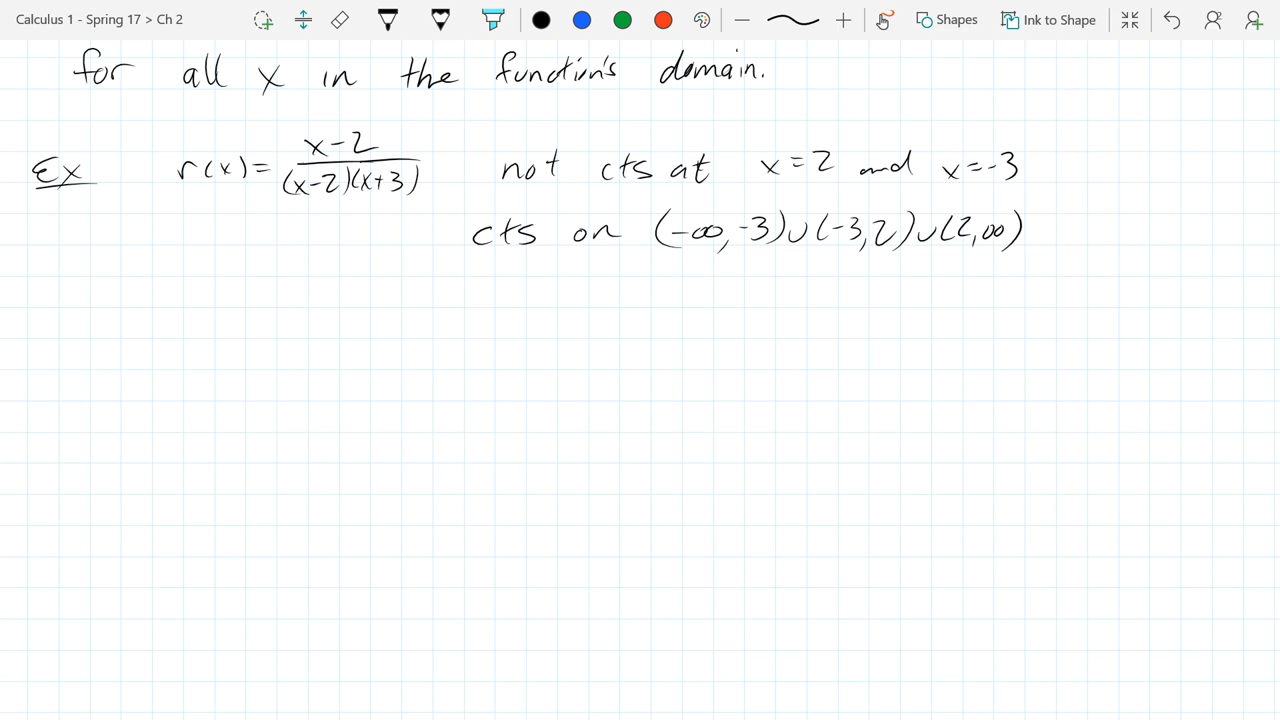 Calculus 1 - Spring 17 > Ch 2
Shapes
Ink to Shape
for all x in the function's domain.
Ex r(x) = (x-2)/((x-2)(x+3)) not cts at x=2 and x=-3
cts on (-∞,-3)∪(-3,2)∪(2,∞)